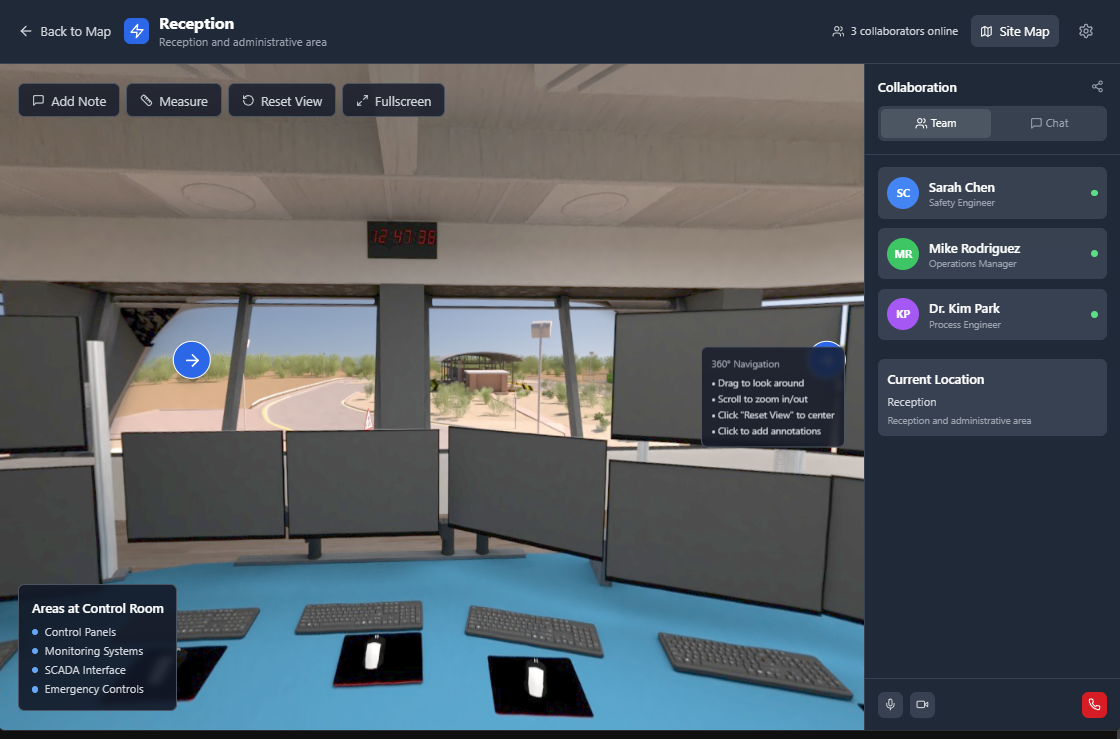 Back to Map
Reception
Reception and administrative area
3 collaborators online
Site Map
Add Note
Measure
Reset View
Fullscreen
12:47:38
360° Navigation
• Drag to look around
• Scroll to zoom in/out
• Click "Reset View" to center
• Click to add annotations
Areas at Control Room
Control Panels
Monitoring Systems
SCADA Interface
Emergency Controls
Collaboration
Team
Chat
SC
Sarah Chen
Safety Engineer
MR
Mike Rodriguez
Operations Manager
KP
Dr. Kim Park
Process Engineer
Current Location
Reception
Reception and administrative area